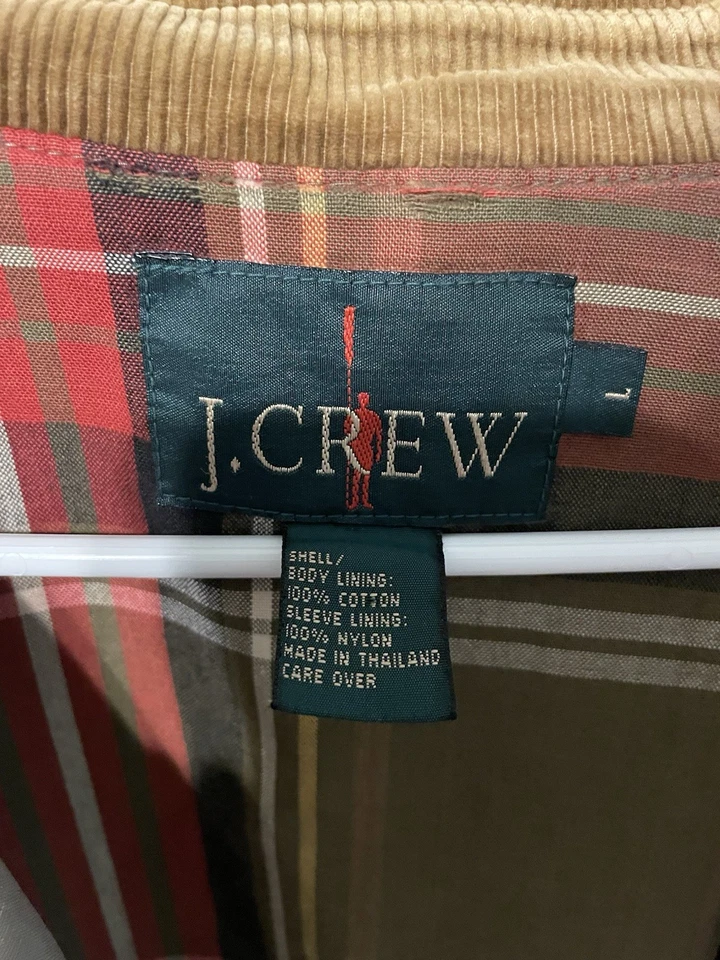 J.CREW
L
SHELL/
BODY LINING:
100% COTTON
SLEEVE LINING:
100% NYLON
MADE IN THAILAND
CARE OVER